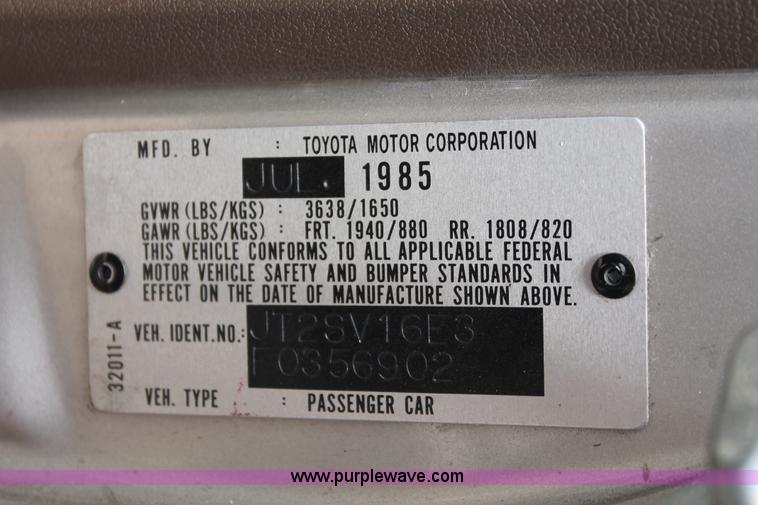 MFD. BY : TOYOTA MOTOR CORPORATION
JUL. 1985
GVWR (LBS/KGS) : 3638/1650
GAWR (LBS/KGS) : FRT. 1940/880 RR. 1808/820
THIS VEHICLE CONFORMS TO ALL APPLICABLE FEDERAL
MOTOR VEHICLE SAFETY AND BUMPER STANDARDS IN
EFFECT ON THE DATE OF MANUFACTURE SHOWN ABOVE.
VEH. IDENT.NO.: JT2SV16E3
F0356902
VEH. TYPE : PASSENGER CAR
32011-A
www.purplewave.com